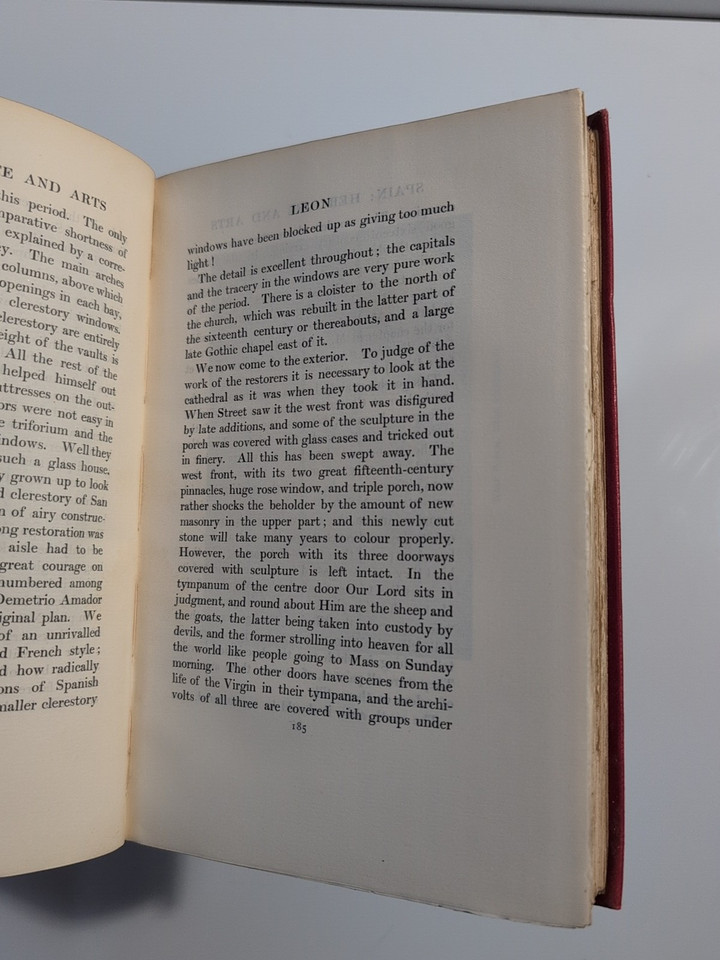 E AND ARTS
his period. The only
mparative shortness of
explained by a corre-
y. The main arches
columns, above which
openings in each bay,
clerestory windows.
clerestory are entirely
eight of the vaults is
All the rest of the
helped himself out
uttresses on the out-
ors were not easy in
e triforium and the
indows. Well they
such a glass house,
y grown up to look
d clerestory of San
n of airy construc-
ong restoration was
aisle had to be
great courage on
numbered among
Demetrio Amador
iginal plan. We
of an unrivalled
d French style;
d how radically
ons of Spanish
maller clerestory
LEON
windows have been blocked up as giving too much
light!
The detail is excellent throughout; the capitals
and the tracery in the windows are very pure work
of the period. There is a cloister to the north of
the church, which was rebuilt in the latter part of
the sixteenth century or thereabouts, and a large
late Gothic chapel east of it.
We now come to the exterior. To judge of the
work of the restorers it is necessary to look at the
cathedral as it was when they took it in hand.
When Street saw it the west front was disfigured
by late additions, and some of the sculpture in the
porch was covered with glass cases and tricked out
in finery. All this has been swept away. The
west front, with its two great fifteenth-century
pinnacles, huge rose window, and triple porch, now
rather shocks the beholder by the amount of new
masonry in the upper part; and this newly cut
stone will take many years to colour properly.
However, the porch with its three doorways
covered with sculpture is left intact. In the
tympanum of the centre door Our Lord sits in
judgment, and round about Him are the sheep and
the goats, the latter being taken into custody by
devils, and the former strolling into heaven for all
the world like people going to Mass on Sunday
morning. The other doors have scenes from the
life of the Virgin in their tympana, and the archi-
volts of all three are covered with groups under
185